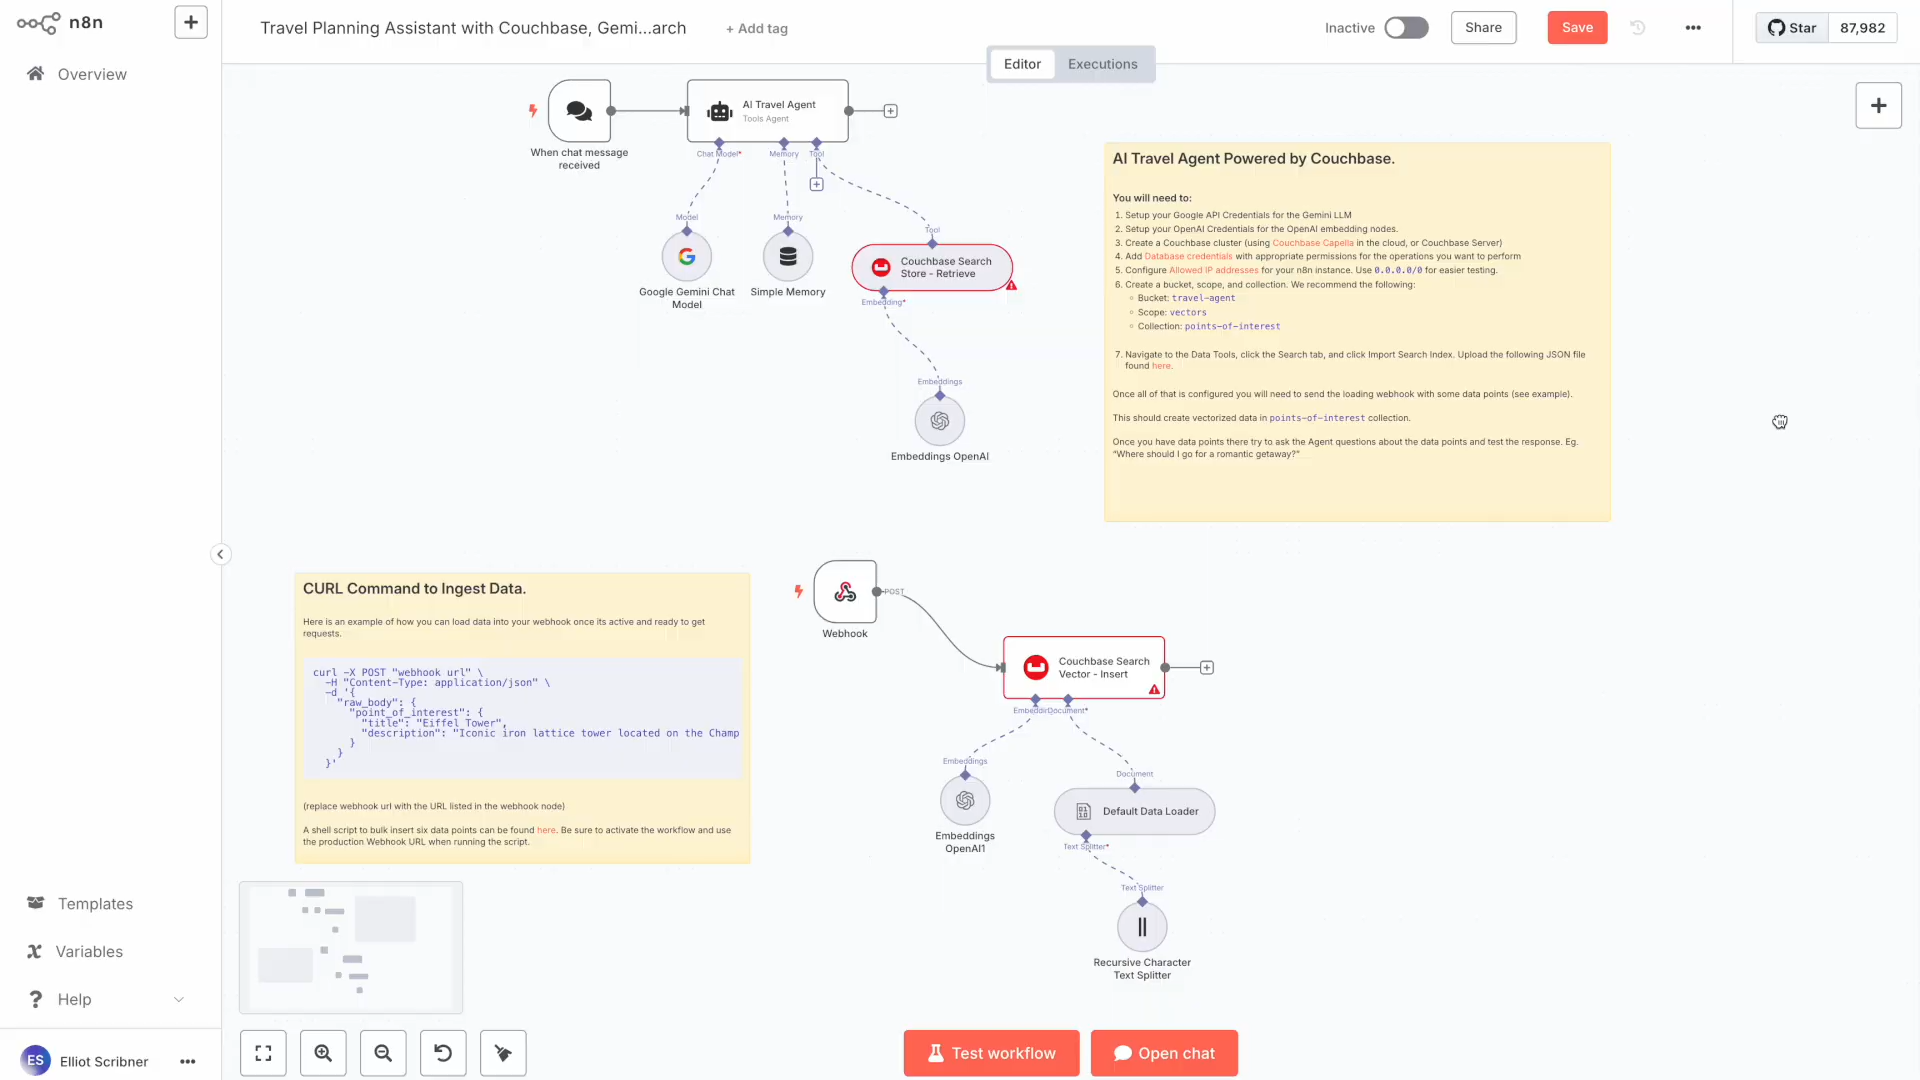 n8n
Travel Planning Assistant with Couchbase, Gemi...arch
+ Add tag
Inactive
Share
Save
Star
87,982
Editor
Executions
Overview
When chat message
received
AI Travel Agent
Tools Agent
Chat Model*
Memory
Tool
Model
Memory
Tool
Google Gemini Chat
Model
Simple Memory
Couchbase Search
Store - Retrieve
Embedding*
Embeddings
Embeddings OpenAI
AI Travel Agent Powered by Couchbase.
You will need to:
1. Setup your Google API Credentials for the Gemini LLM
2. Setup your OpenAI Credentials for the OpenAI embedding nodes.
3. Create a Couchbase cluster (using Couchbase Capella in the cloud, or Couchbase Server)
4. Add Database credentials with appropriate permissions for the operations you want to perform
5. Configure Allowed IP addresses for your n8n instance. Use 0.0.0.0/0 for easier testing.
6. Create a bucket, scope, and collection. We recommend the following:
Bucket: travel-agent
Scope: vectors
Collection: points-of-interest
7. Navigate to the Data Tools, click the Search tab, and click Import Search Index. Upload the following JSON file
found here.
Once all of that is configured you will need to send the loading webhook with some data points (see example).
This should create vectorized data in points-of-interest collection.
Once you have data points there try to ask the Agent questions about the data points and test the response. Eg.
"Where should I go for a romantic getaway?"
CURL Command to Ingest Data.
Here is an example of how you can load data into your webhook once its active and ready to get
requests.
curl -X POST "webhook url" \
-H "Content-Type: application/json" \
-d '{
"raw_body": {
"point_of_interest": {
"title": "Eiffel Tower",
"description": "Iconic iron lattice tower located on the Champ
}
}
}'
(replace webhook url with the URL listed in the webhook node)
A shell script to bulk insert six data points can be found here. Be sure to activate the workflow and use
the production Webhook URL when running the script.
Webhook
POST
Couchbase Search
Vector - Insert
Document*
Embeddings
Document
Embeddings
OpenAI1
Default Data Loader
Text Splitter*
Text Splitter
Recursive Character
Text Splitter
Templates
Variables
Help
ES
Elliot Scribner
Test workflow
Open chat